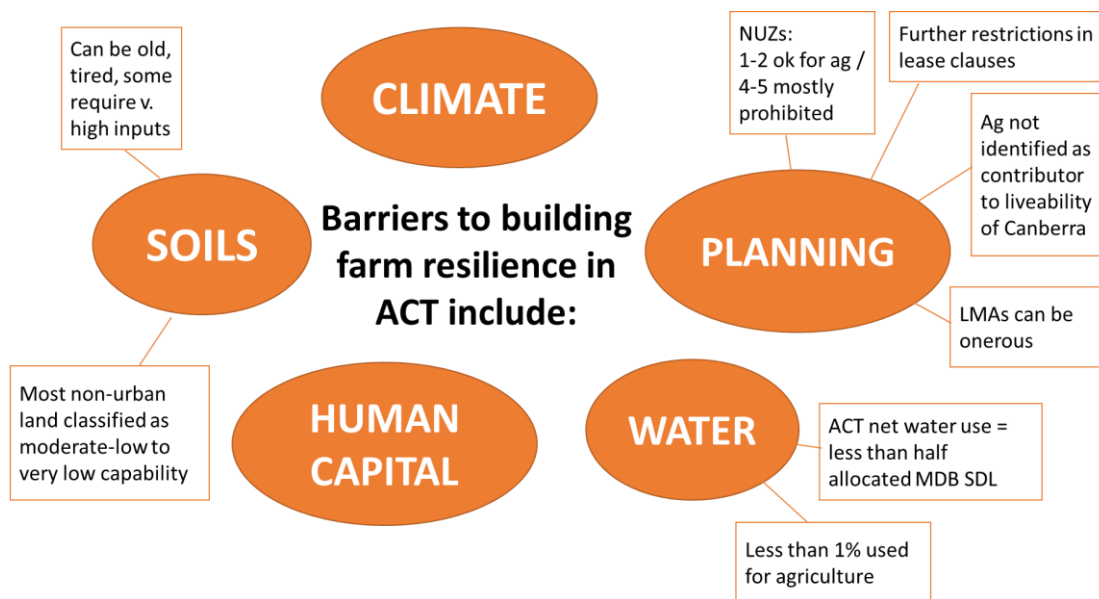 Barriers to building
farm resilience in
ACT include:
CLIMATE
SOILS
Can be old,
tired, some
require v.
high inputs
Most non-urban
land classified as
moderate-low to
very low capability
HUMAN
CAPITAL
WATER
ACT net water use =
less than half
allocated MDB SDL
Less than 1% used
for agriculture
PLANNING
NUZs:
1-2 ok for ag /
4-5 mostly
prohibited
Further restrictions in
lease clauses
Ag not
identified as
contributor
to liveability
of Canberra
LMAs can be
onerous